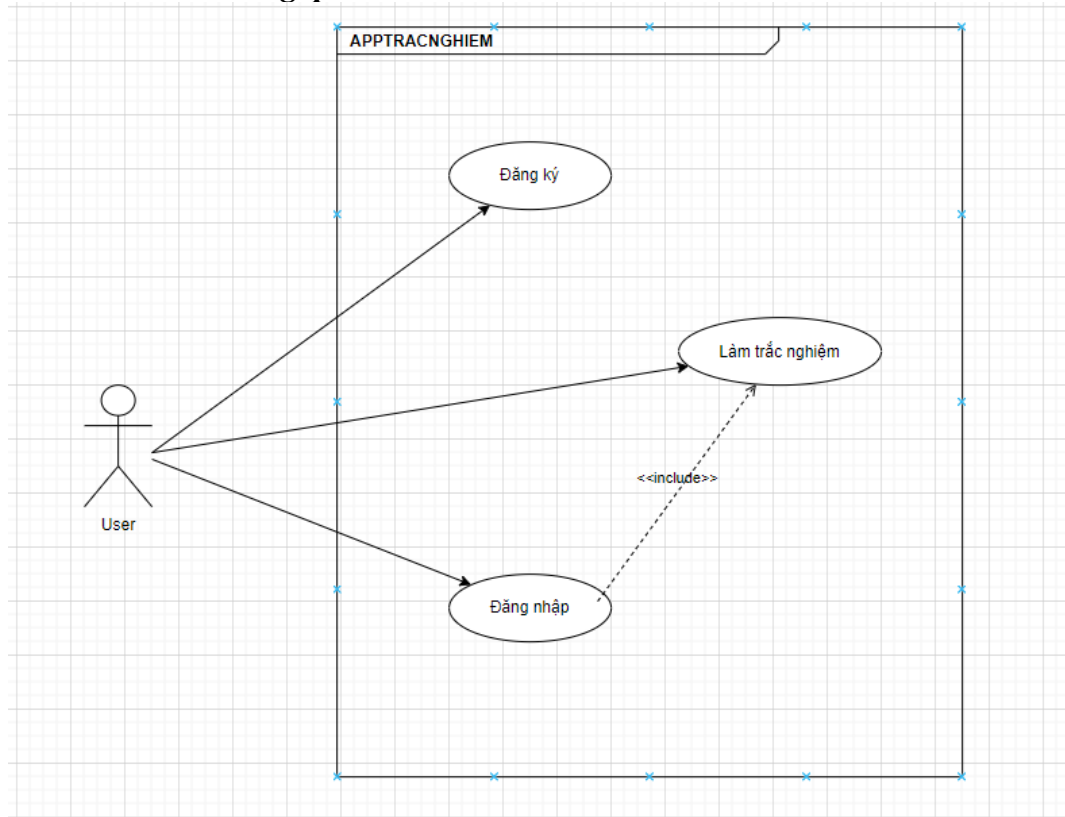 APPTRACNGHIEM
Đăng ký
Làm trắc nghiệm
<<include>>
User
Đăng nhập